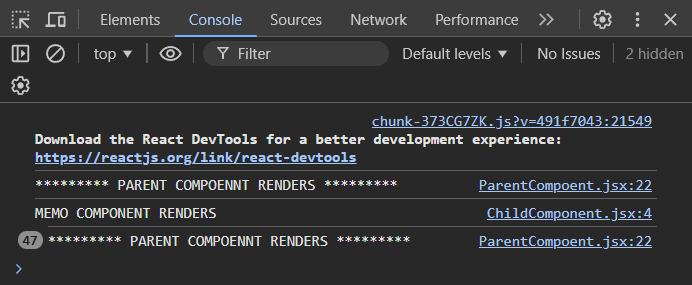 Elements Console Sources Network Performance
top Filter Default levels No Issues 2 hidden
chunk-373CG7ZK.js?v=491f7043:21549
Download the React DevTools for a better development experience:
https://reactjs.org/link/react-devtools
********* PARENT COMPOENNT RENDERS ********* ParentCompoent.jsx:22
MEMO COMPONENT RENDERS ChildComponent.jsx:4
47 ********* PARENT COMPOENNT RENDERS ********* ParentCompoent.jsx:22